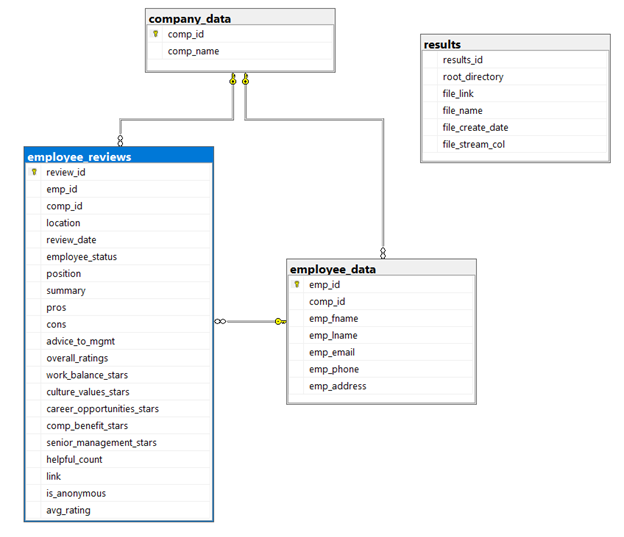 company_data
comp_id
comp_name
results
results_id
root_directory
file_link
file_name
file_create_date
file_stream_col
employee_reviews
review_id
emp_id
comp_id
location
review_date
employee_status
position
summary
pros
cons
advice_to_mgmt
overall_ratings
work_balance_stars
culture_values_stars
career_opportunities_stars
comp_benefit_stars
senior_management_stars
helpful_count
link
is_anonymous
avg_rating
employee_data
emp_id
comp_id
emp_fname
emp_lname
emp_email
emp_phone
emp_address